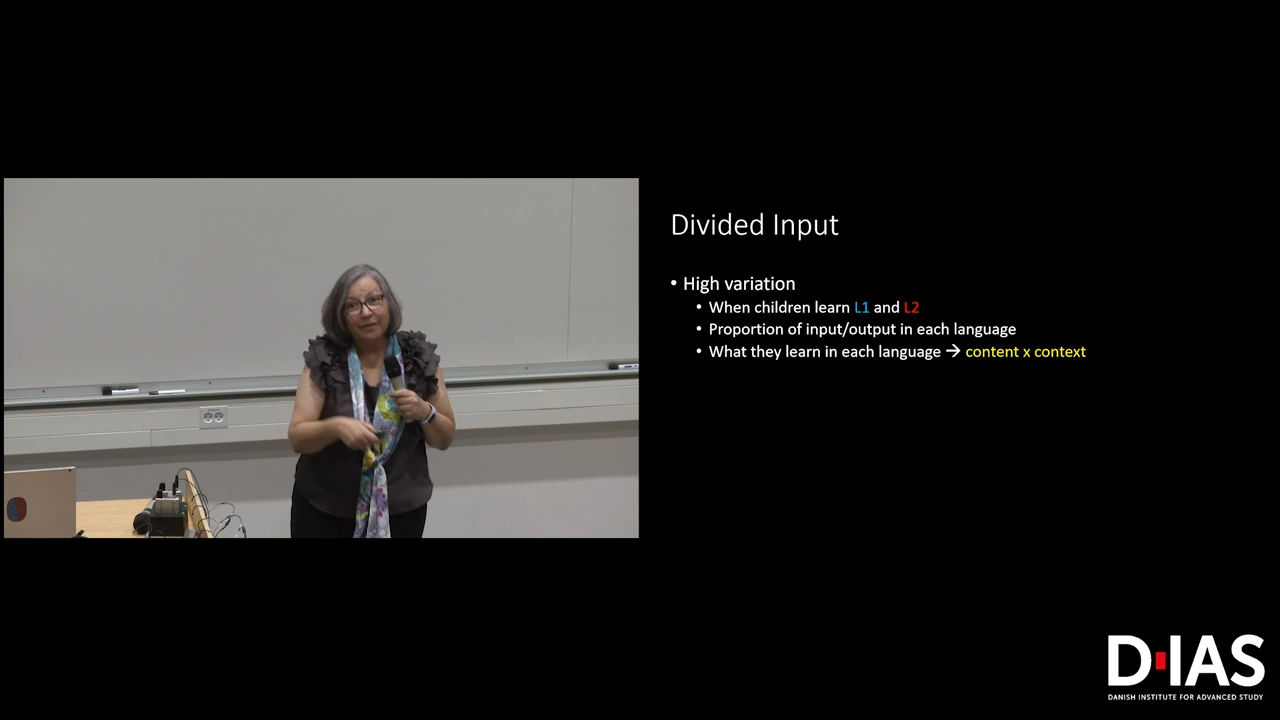 Divided Input
• High variation
• When children learn L1 and L2
• Proportion of input/output in each language
• What they learn in each language → content x context
D·IAS
DANISH INSTITUTE FOR ADVANCED STUDY